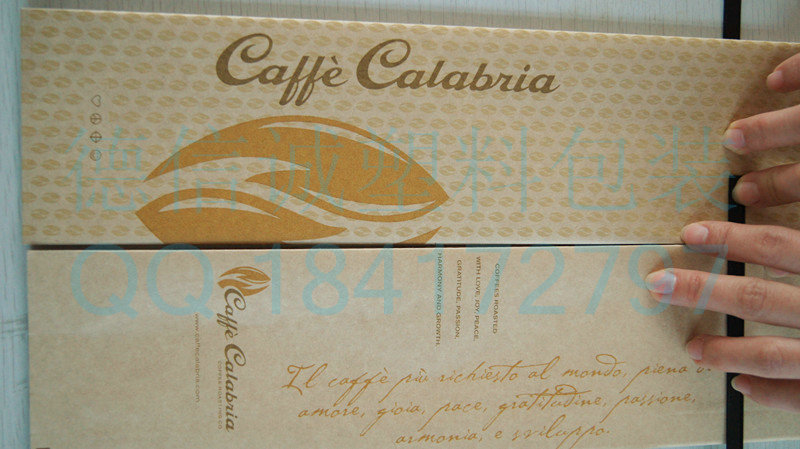 Caffè Calabria
德信诚塑料包装
QQ 184172797
COFFEES ROASTED
WITH LOVE, JOY, PEACE,
GRATITUDE, PASSION,
HARMONY AND GROWTH.
Caffè Calabria
COFFEE ROASTING CO.
www.caffecalabria.com
Il caffè più richiesto al mondo, pieno
amore, gioia, pace, gratitudine, passione,
armonia, e sviluppo.